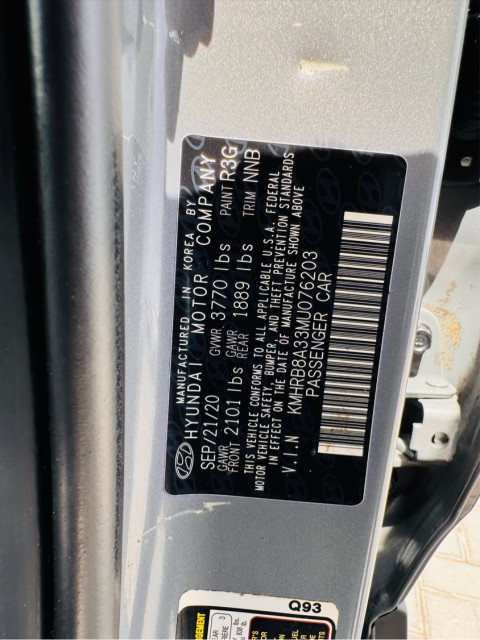 MANUFACTURED IN KOREA BY
HYUNDAI MOTOR COMPANY
SEP/21/20 GVWR 3770 lbs PAINT R3G
GAWR FRONT 2101 lbs GAWR REAR 1889 lbs TRIM NNB
THIS VEHICLE CONFORMS TO ALL APPLICABLE U.S.A. FEDERAL
MOTOR VEHICLE SAFETY, BUMPER, AND THEFT PREVENTION STANDARDS
IN EFFECT ON THE DATE OF MANUFACTURE SHOWN ABOVE
V.I.N KMHRB8A33MU076203
PASSENGER CAR
Q93